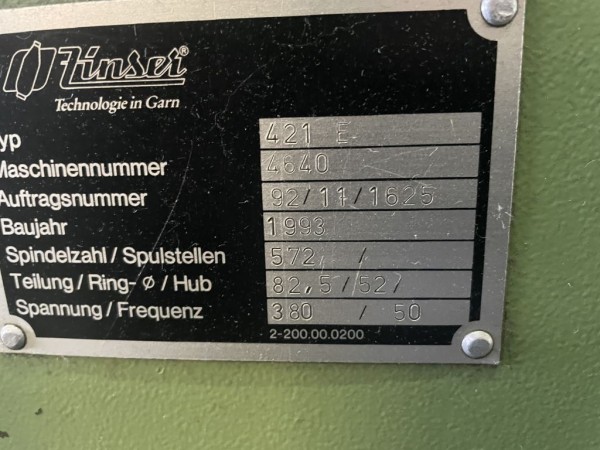 Zinser®
Technologie in Garn
yp 421 E
Maschinennummer 4640
Auftragsnummer 92/11/1625
Baujahr 1993
Spindelzahl / Spulstellen 572 /
Teilung / Ring- ø / Hub 82,5/52/
Spannung / Frequenz 380 / 50
2-200.00.0200